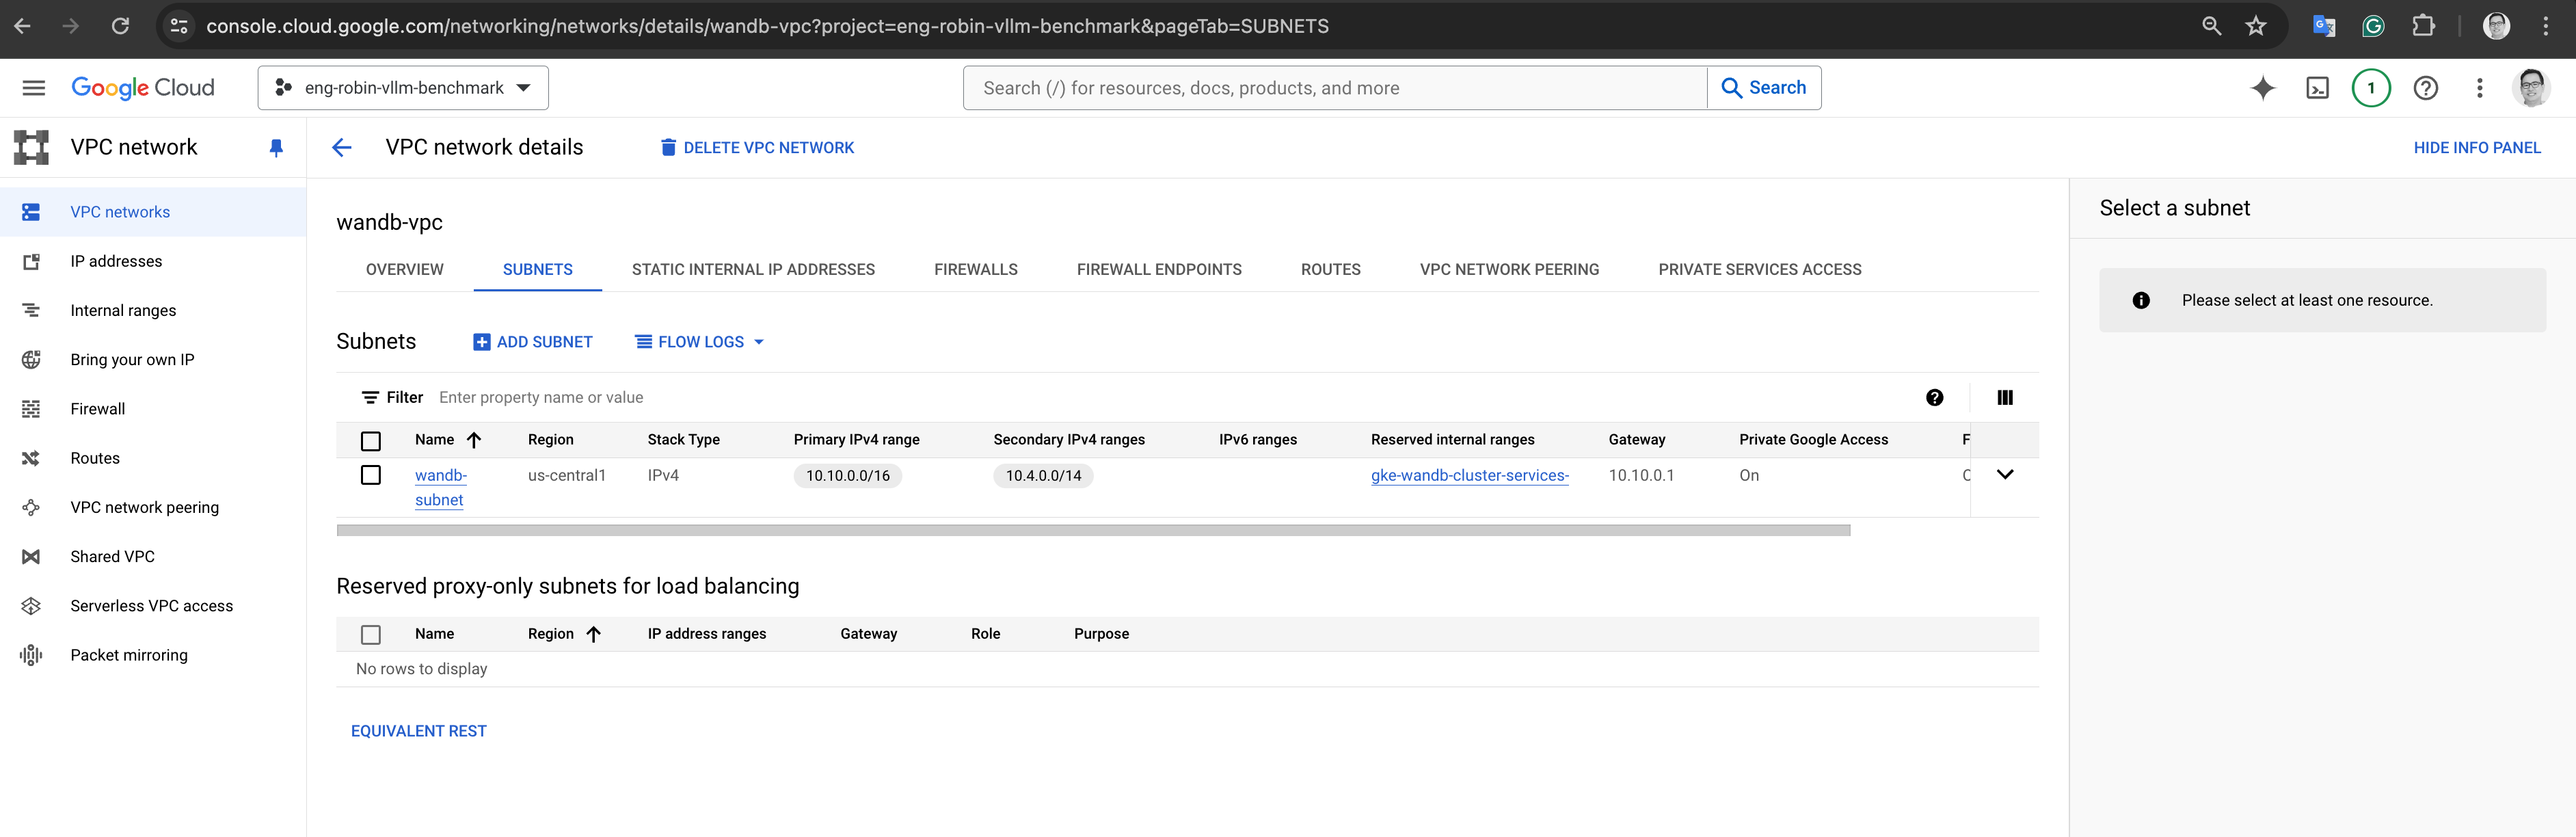 console.cloud.google.com/networking/networks/details/wandb-vpc?project=eng-robin-vllm-benchmark&pageTab=SUBNETS
Google Cloud
eng-robin-vllm-benchmark
Search (/) for resources, docs, products, and more
Search
1
VPC network
VPC network details
DELETE VPC NETWORK
HIDE INFO PANEL
VPC networks
IP addresses
Internal ranges
Bring your own IP
Firewall
Routes
VPC network peering
Shared VPC
Serverless VPC access
Packet mirroring
wandb-vpc
OVERVIEW SUBNETS STATIC INTERNAL IP ADDRESSES FIREWALLS FIREWALL ENDPOINTS ROUTES VPC NETWORK PEERING PRIVATE SERVICES ACCESS
Subnets ADD SUBNET FLOW LOGS
Filter Enter property name or value
Name Region Stack Type Primary IPv4 range Secondary IPv4 ranges IPv6 ranges Reserved internal ranges Gateway Private Google Access F
wandb- us-central1 IPv4 10.10.0.0/16 10.4.0.0/14 gke-wandb-cluster-services- 10.10.0.1 On
subnet
Reserved proxy-only subnets for load balancing
Name Region IP address ranges Gateway Role Purpose
No rows to display
EQUIVALENT REST
Select a subnet
Please select at least one resource.